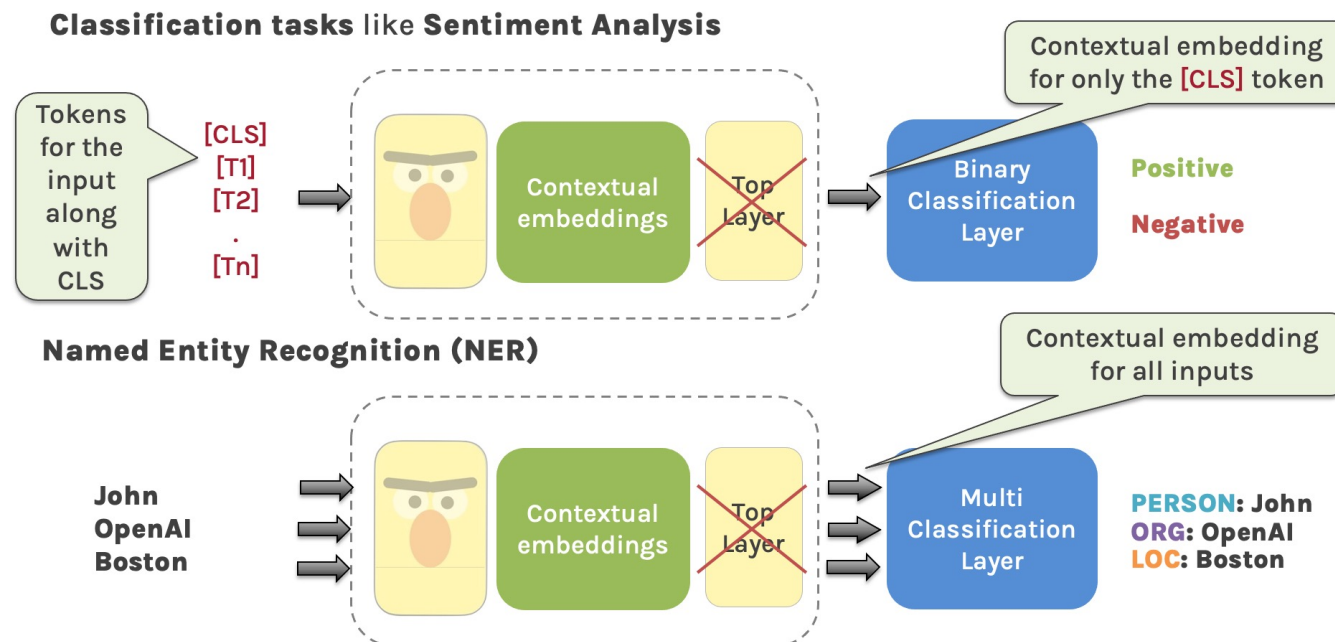 Classification tasks like Sentiment Analysis
Tokens
for the
input
along
with
CLS
[CLS]
[T1]
[T2]
.
[Tn]
Contextual
embeddings
Top
Layer
Contextual embedding
for only the [CLS] token
Binary
Classification
Layer
Positive
Negative
Named Entity Recognition (NER)
John
OpenAI
Boston
Contextual
embeddings
Top
Layer
Contextual embedding
for all inputs
Multi
Classification
Layer
PERSON: John
ORG: OpenAI
LOC: Boston